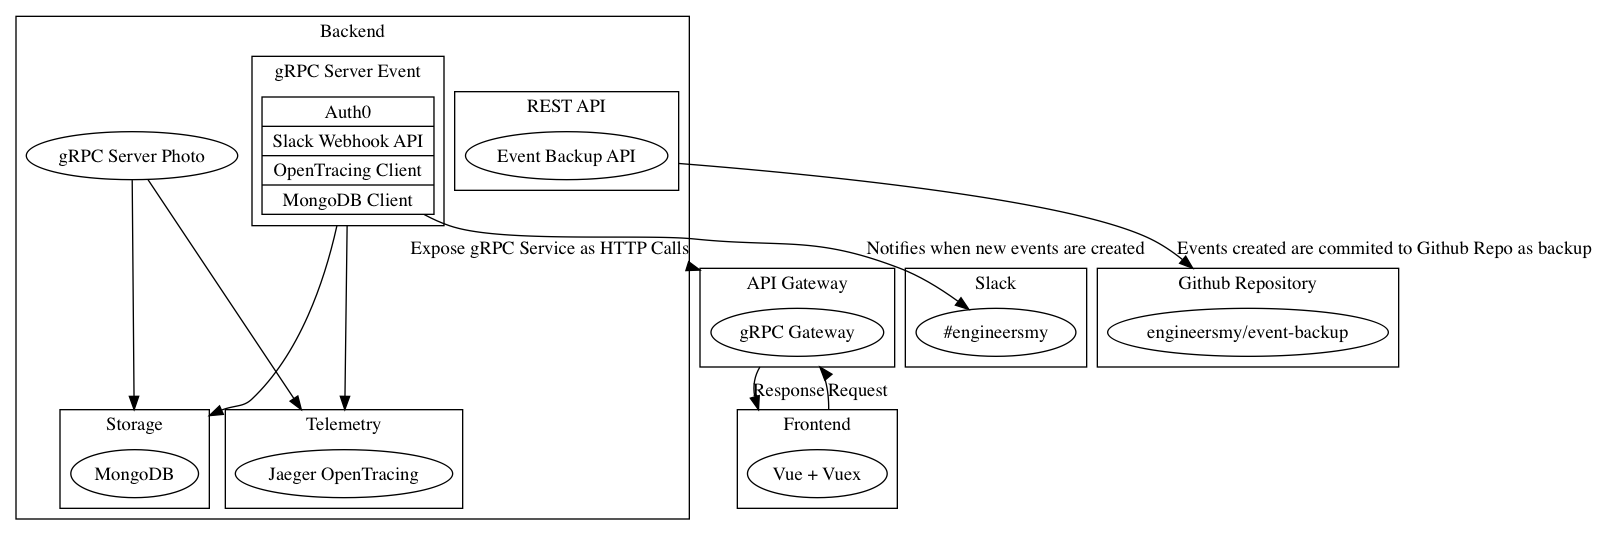 Backend
gRPC Server Event
Auth0
Slack Webhook API
OpenTracing Client
MongoDB Client
REST API
Event Backup API
gRPC Server Photo
Expose gRPC Service as HTTP Calls
Notifies when new events are created
Events created are commited to Github Repo as backup
API Gateway
gRPC Gateway
Slack
#engineersmy
Github Repository
engineersmy/event-backup
Response
Request
Storage
MongoDB
Telemetry
Jaeger OpenTracing
Frontend
Vue + Vuex